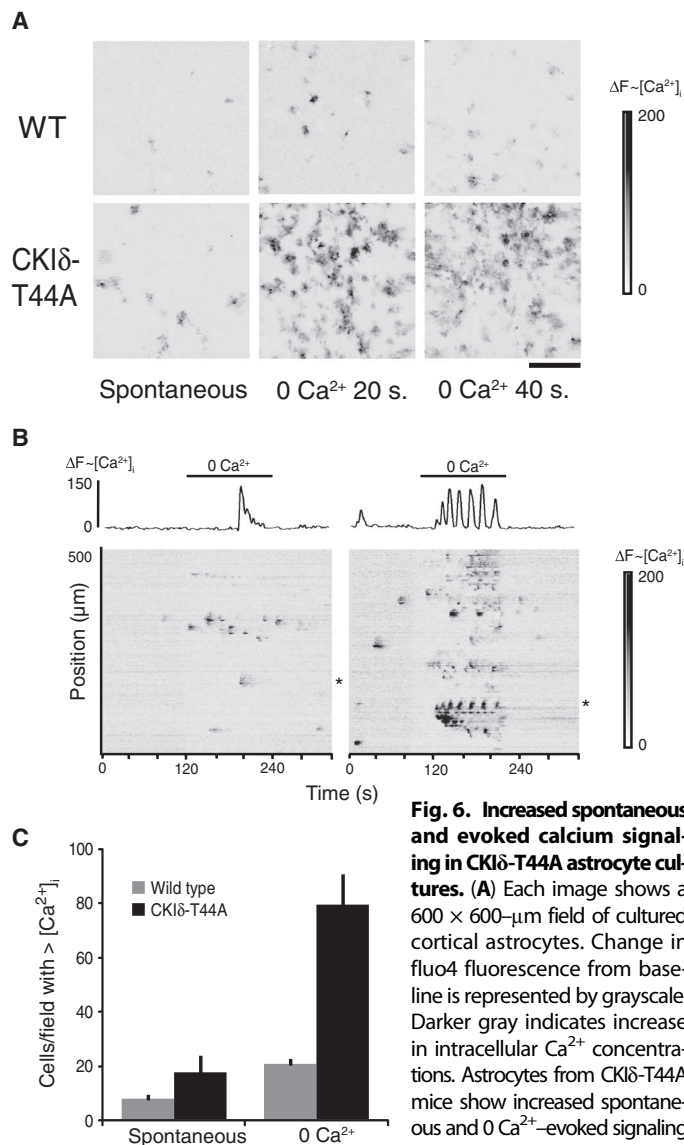 A
WT
CKIδ-
T44A
Spontaneous
0 Ca²⁺ 20 s.
0 Ca²⁺ 40 s.
ΔF~[Ca²⁺]ᵢ
200
0
B
ΔF~[Ca²⁺]ᵢ
150
0
0 Ca²⁺
0 Ca²⁺
500
Position (µm)
*
*
0
120
240
0
120
240
Time (s)
ΔF~[Ca²⁺]ᵢ
200
0
C
Cells/field with > [Ca²⁺]ᵢ
100
80
60
40
20
0
Wild type
CKIδ-T44A
Spontaneous
0 Ca²⁺
Fig. 6. Increased spontaneous
and evoked calcium signal-
ing in CKIδ-T44A astrocyte cul-
tures. (A) Each image shows a
600 × 600–µm field of cultured
cortical astrocytes. Change in
fluo4 fluorescence from base-
line is represented by grayscale.
Darker gray indicates increase
in intracellular Ca²⁺ concentra-
tions. Astrocytes from CKIδ-T44A
mice show increased spontane-
ous and 0 Ca²⁺–evoked signaling